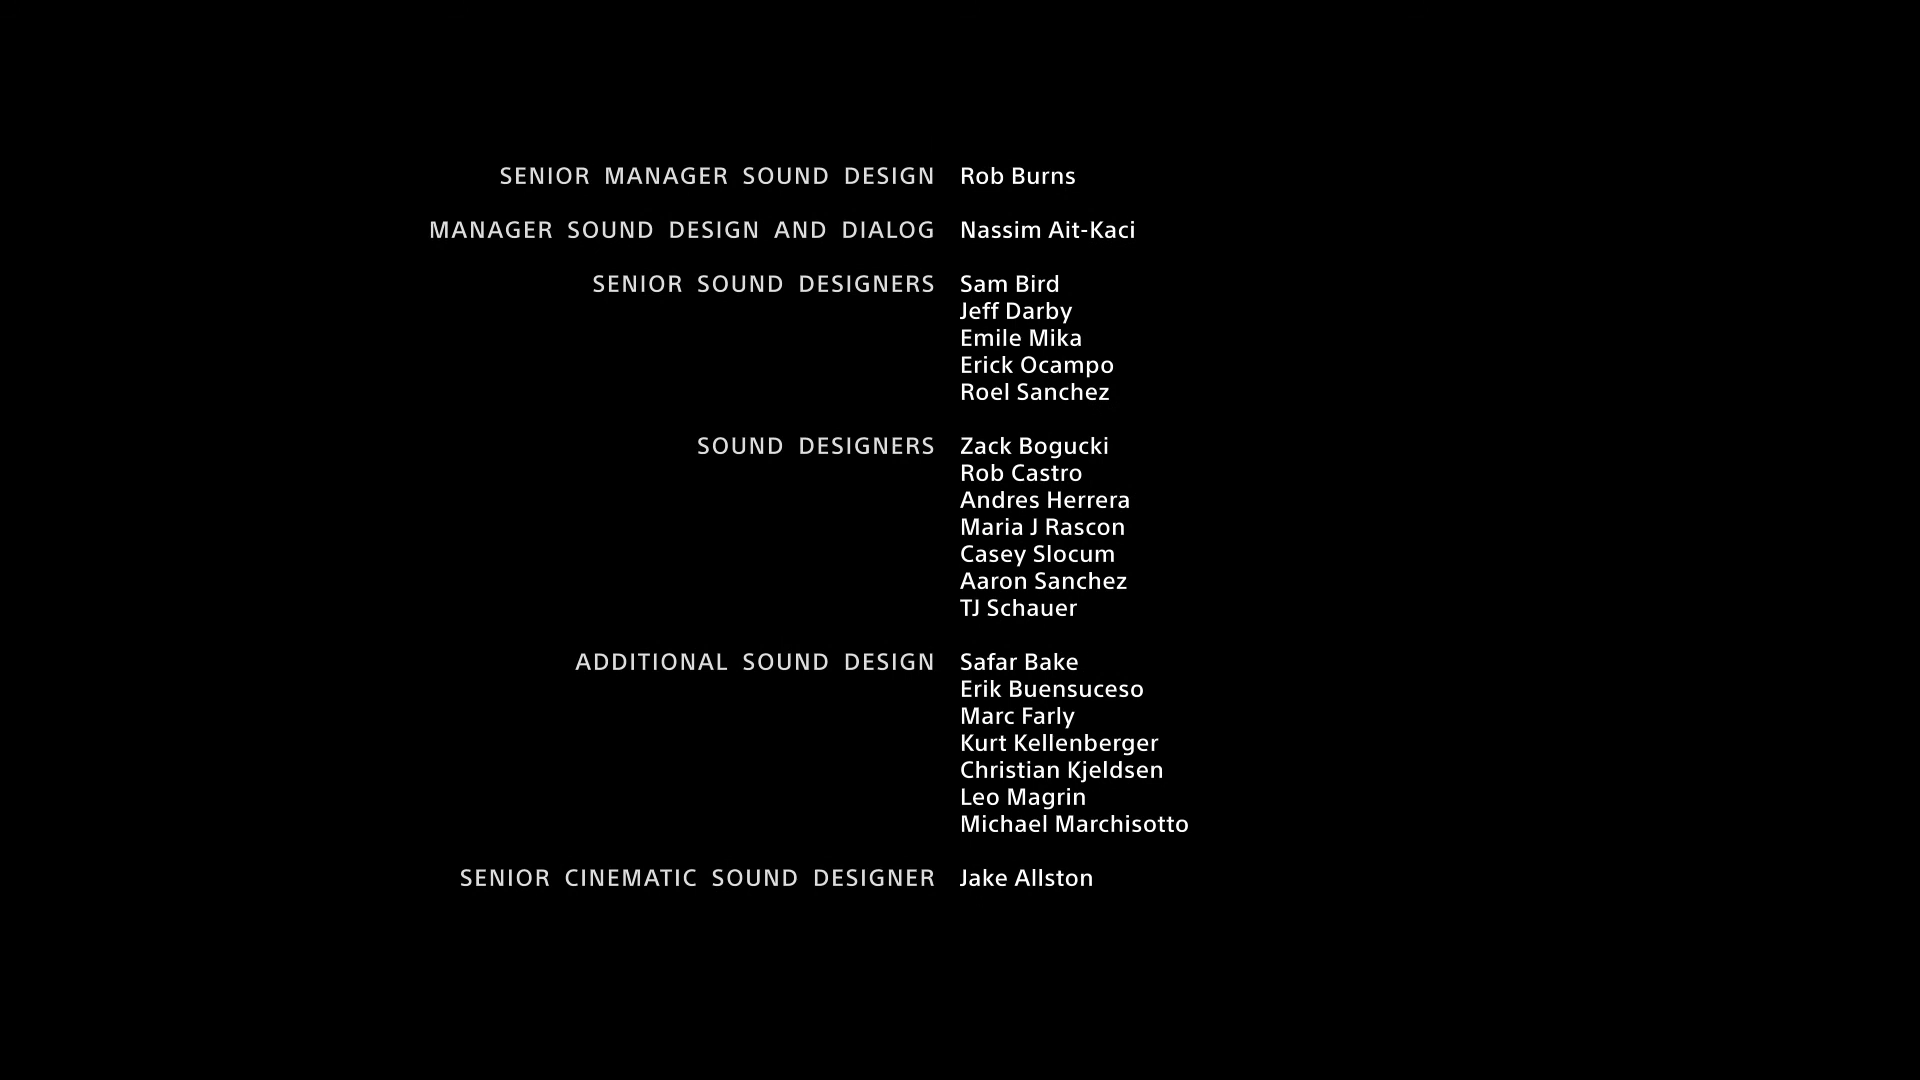 SENIOR MANAGER SOUND DESIGN Rob Burns
MANAGER SOUND DESIGN AND DIALOG Nassim Ait-Kaci
SENIOR SOUND DESIGNERS Sam Bird
Jeff Darby
Emile Mika
Erick Ocampo
Roel Sanchez
SOUND DESIGNERS Zack Bogucki
Rob Castro
Andres Herrera
Maria J Rascon
Casey Slocum
Aaron Sanchez
TJ Schauer
ADDITIONAL SOUND DESIGN Safar Bake
Erik Buensuceso
Marc Farly
Kurt Kellenberger
Christian Kjeldsen
Leo Magrin
Michael Marchisotto
SENIOR CINEMATIC SOUND DESIGNER Jake Allston